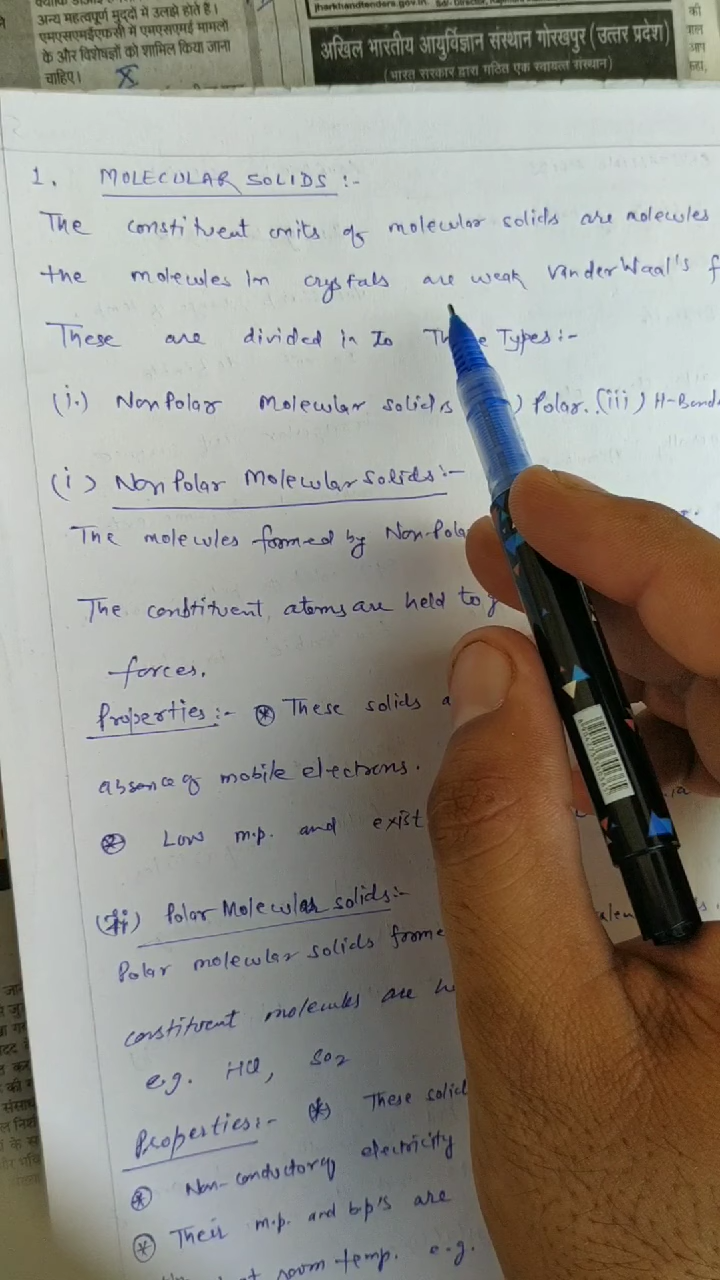 अन्य महत्वपूर्ण मुद्दों में उलझे होते हैं।
एमएसएमईएफसी में एमएसएमई मामलों
के और विशेषज्ञों को शामिल किया जाना
चाहिए।
jharkhandtenders.gov.in.
अखिल भारतीय आयुर्विज्ञान संस्थान गोरखपुर (उत्तर प्रदेश)
(भारत सरकार द्वारा गठित एक स्वायत्त संस्थान)
की
आप
1. MOLECULAR SOLIDS :-
The constituent units of molecular solids are molecules
the molecules in crystals are weak VanderWaal's f
These are divided in To Types :-
(i.) NonPolar Molecular solids ) Polar. (iii) H-Bond
(i) Non Polar Molecular Solids :-
The molecules formed by Non-Pola
The constituent atoms are held to
forces.
Properties :- ⊛ These solids a
absence of mobile electrons.
⊛ Low m.p. and exist
(ii) Polar Molecular solids :-
Polar molecular solids forme
constituent molecules are h
e.g. HCl, SO2
Properties :- ⊛ These solid
⊛ Non-conductory electricity
⊛ Their m.p. and b.p's are
room temp. e.g.